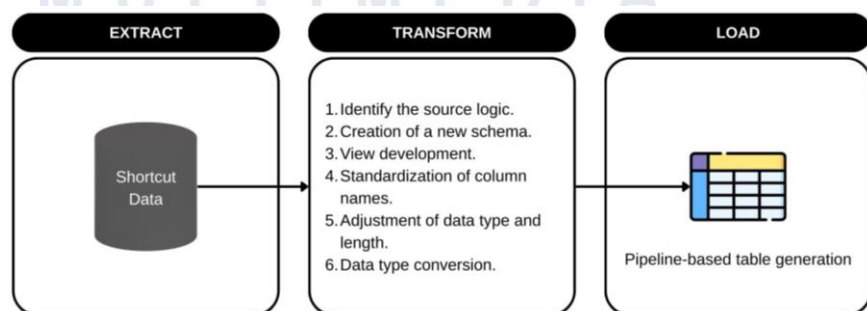 EXTRACT
TRANSFORM
LOAD
Shortcut
Data
1. Identify the source logic.
2. Creation of a new schema.
3. View development.
4. Standardization of column
names.
5. Adjustment of data type and
length.
6. Data type conversion.
Pipeline-based table generation